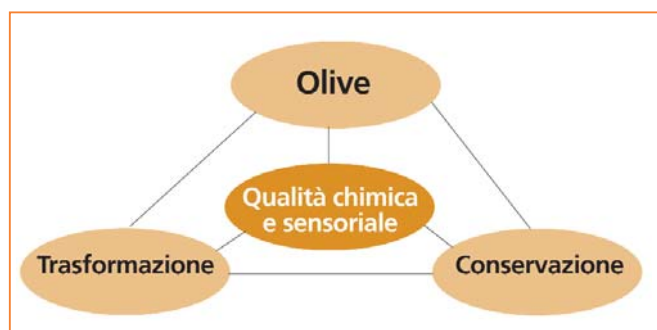 Olive
Qualità chimica
e sensoriale
Trasformazione
Conservazione